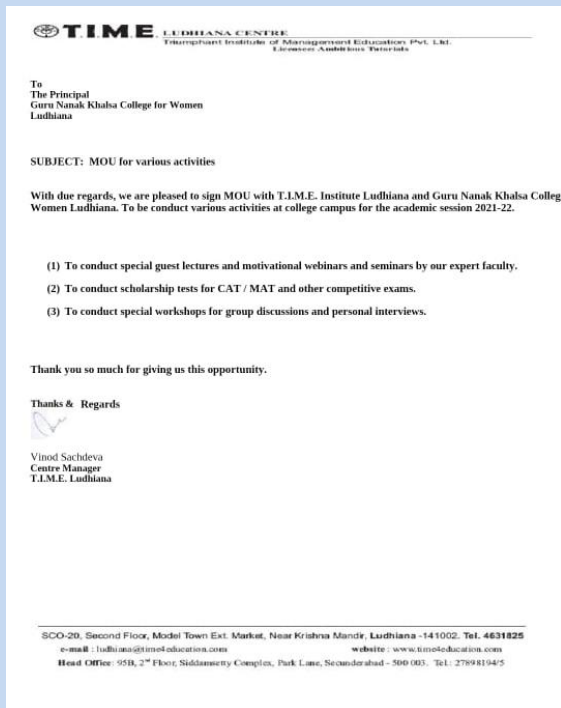 T.I.M.E. LUDHIANA CENTRE
Triumphant Institute of Management Education Pvt. Ltd.
Licensee: Ambitious Tutorials
To
The Principal
Guru Nanak Khalsa College for Women
Ludhiana
SUBJECT: MOU for various activities
With due regards, we are pleased to sign MOU with T.I.M.E. Institute Ludhiana and Guru Nanak Khalsa Colleg
Women Ludhiana. To be conduct various activities at college campus for the academic session 2021-22.
(1) To conduct special guest lectures and motivational webinars and seminars by our expert faculty.
(2) To conduct scholarship tests for CAT / MAT and other competitive exams.
(3) To conduct special workshops for group discussions and personal interviews.
Thank you so much for giving us this opportunity.
Thanks & Regards
Vinod Sachdeva
Centre Manager
T.I.M.E. Ludhiana
SCO-20, Second Floor, Model Town Ext. Market, Near Krishna Mandir, Ludhiana -141002. Tel. 4631825
e-mail : ludhiana@time4education.com website : www.time4education.com
Head Office: 95B, 2nd Floor, Siddamsetty Complex, Park Lane, Secunderabad - 500 003. Tel.: 27898194/5